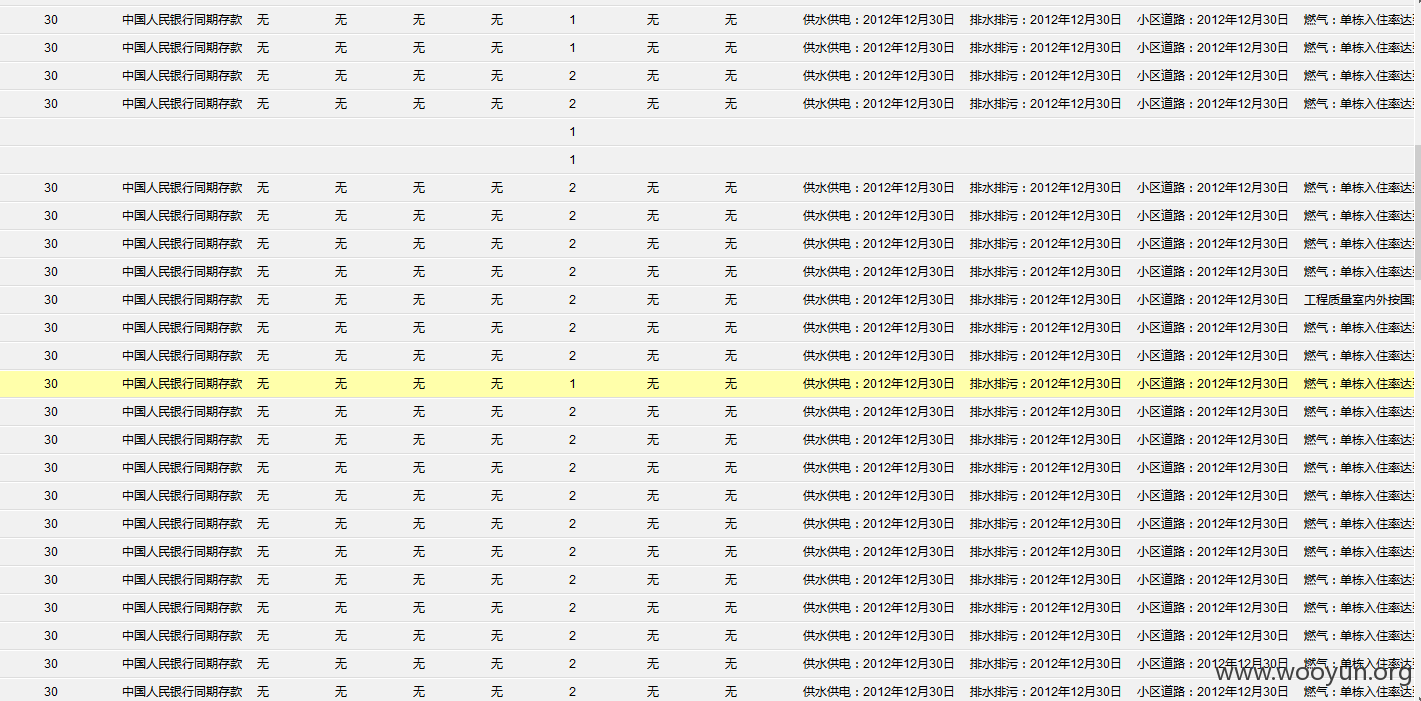 30 中国人民银行同期存款 无 无 无 无 1 无 无 供水供电：2012年12月30日 排水排污：2012年12月30日 小区道路：2012年12月30日 燃气：单栋入住率达
30 中国人民银行同期存款 无 无 无 无 1 无 无 供水供电：2012年12月30日 排水排污：2012年12月30日 小区道路：2012年12月30日 燃气：单栋入住率达
30 中国人民银行同期存款 无 无 无 无 2 无 无 供水供电：2012年12月30日 排水排污：2012年12月30日 小区道路：2012年12月30日 燃气：单栋入住率达
30 中国人民银行同期存款 无 无 无 无 2 无 无 供水供电：2012年12月30日 排水排污：2012年12月30日 小区道路：2012年12月30日 燃气：单栋入住率达
1
1
30 中国人民银行同期存款 无 无 无 无 2 无 无 供水供电：2012年12月30日 排水排污：2012年12月30日 小区道路：2012年12月30日 燃气：单栋入住率达
30 中国人民银行同期存款 无 无 无 无 2 无 无 供水供电：2012年12月30日 排水排污：2012年12月30日 小区道路：2012年12月30日 燃气：单栋入住率达
30 中国人民银行同期存款 无 无 无 无 2 无 无 供水供电：2012年12月30日 排水排污：2012年12月30日 小区道路：2012年12月30日 燃气：单栋入住率达
30 中国人民银行同期存款 无 无 无 无 2 无 无 供水供电：2012年12月30日 排水排污：2012年12月30日 小区道路：2012年12月30日 燃气：单栋入住率达
30 中国人民银行同期存款 无 无 无 无 2 无 无 供水供电：2012年12月30日 排水排污：2012年12月30日 小区道路：2012年12月30日 工程质量室内外按国
30 中国人民银行同期存款 无 无 无 无 2 无 无 供水供电：2012年12月30日 排水排污：2012年12月30日 小区道路：2012年12月30日 燃气：单栋入住率达
30 中国人民银行同期存款 无 无 无 无 2 无 无 供水供电：2012年12月30日 排水排污：2012年12月30日 小区道路：2012年12月30日 燃气：单栋入住率达
30 中国人民银行同期存款 无 无 无 无 1 无 无 供水供电：2012年12月30日 排水排污：2012年12月30日 小区道路：2012年12月30日 燃气：单栋入住率达
30 中国人民银行同期存款 无 无 无 无 2 无 无 供水供电：2012年12月30日 排水排污：2012年12月30日 小区道路：2012年12月30日 燃气：单栋入住率达
30 中国人民银行同期存款 无 无 无 无 2 无 无 供水供电：2012年12月30日 排水排污：2012年12月30日 小区道路：2012年12月30日 燃气：单栋入住率达
30 中国人民银行同期存款 无 无 无 无 2 无 无 供水供电：2012年12月30日 排水排污：2012年12月30日 小区道路：2012年12月30日 燃气：单栋入住率达
30 中国人民银行同期存款 无 无 无 无 2 无 无 供水供电：2012年12月30日 排水排污：2012年12月30日 小区道路：2012年12月30日 燃气：单栋入住率达
30 中国人民银行同期存款 无 无 无 无 2 无 无 供水供电：2012年12月30日 排水排污：2012年12月30日 小区道路：2012年12月30日 燃气：单栋入住率达
30 中国人民银行同期存款 无 无 无 无 2 无 无 供水供电：2012年12月30日 排水排污：2012年12月30日 小区道路：2012年12月30日 燃气：单栋入住率达
30 中国人民银行同期存款 无 无 无 无 2 无 无 供水供电：2012年12月30日 排水排污：2012年12月30日 小区道路：2012年12月30日 燃气：单栋入住率达
30 中国人民银行同期存款 无 无 无 无 2 无 无 供水供电：2012年12月30日 排水排污：2012年12月30日 小区道路：2012年12月30日 燃气：单栋入住率达
30 中国人民银行同期存款 无 无 无 无 2 无 无 供水供电：2012年12月30日 排水排污：2012年12月30日 小区道路：2012年12月30日 燃气：单栋入住率达
30 中国人民银行同期存款 无 无 无 无 2 无 无 供水供电：2012年12月30日 排水排污：2012年12月30日 小区道路：2012年12月30日 燃气：单栋入住率达
www.wooyun.org
30 中国人民银行同期存款 无 无 无 无 2 无 无 供水供电：2012年12月30日 排水排污：2012年12月30日 小区道路：2012年12月30日 燃气：单栋入住率达